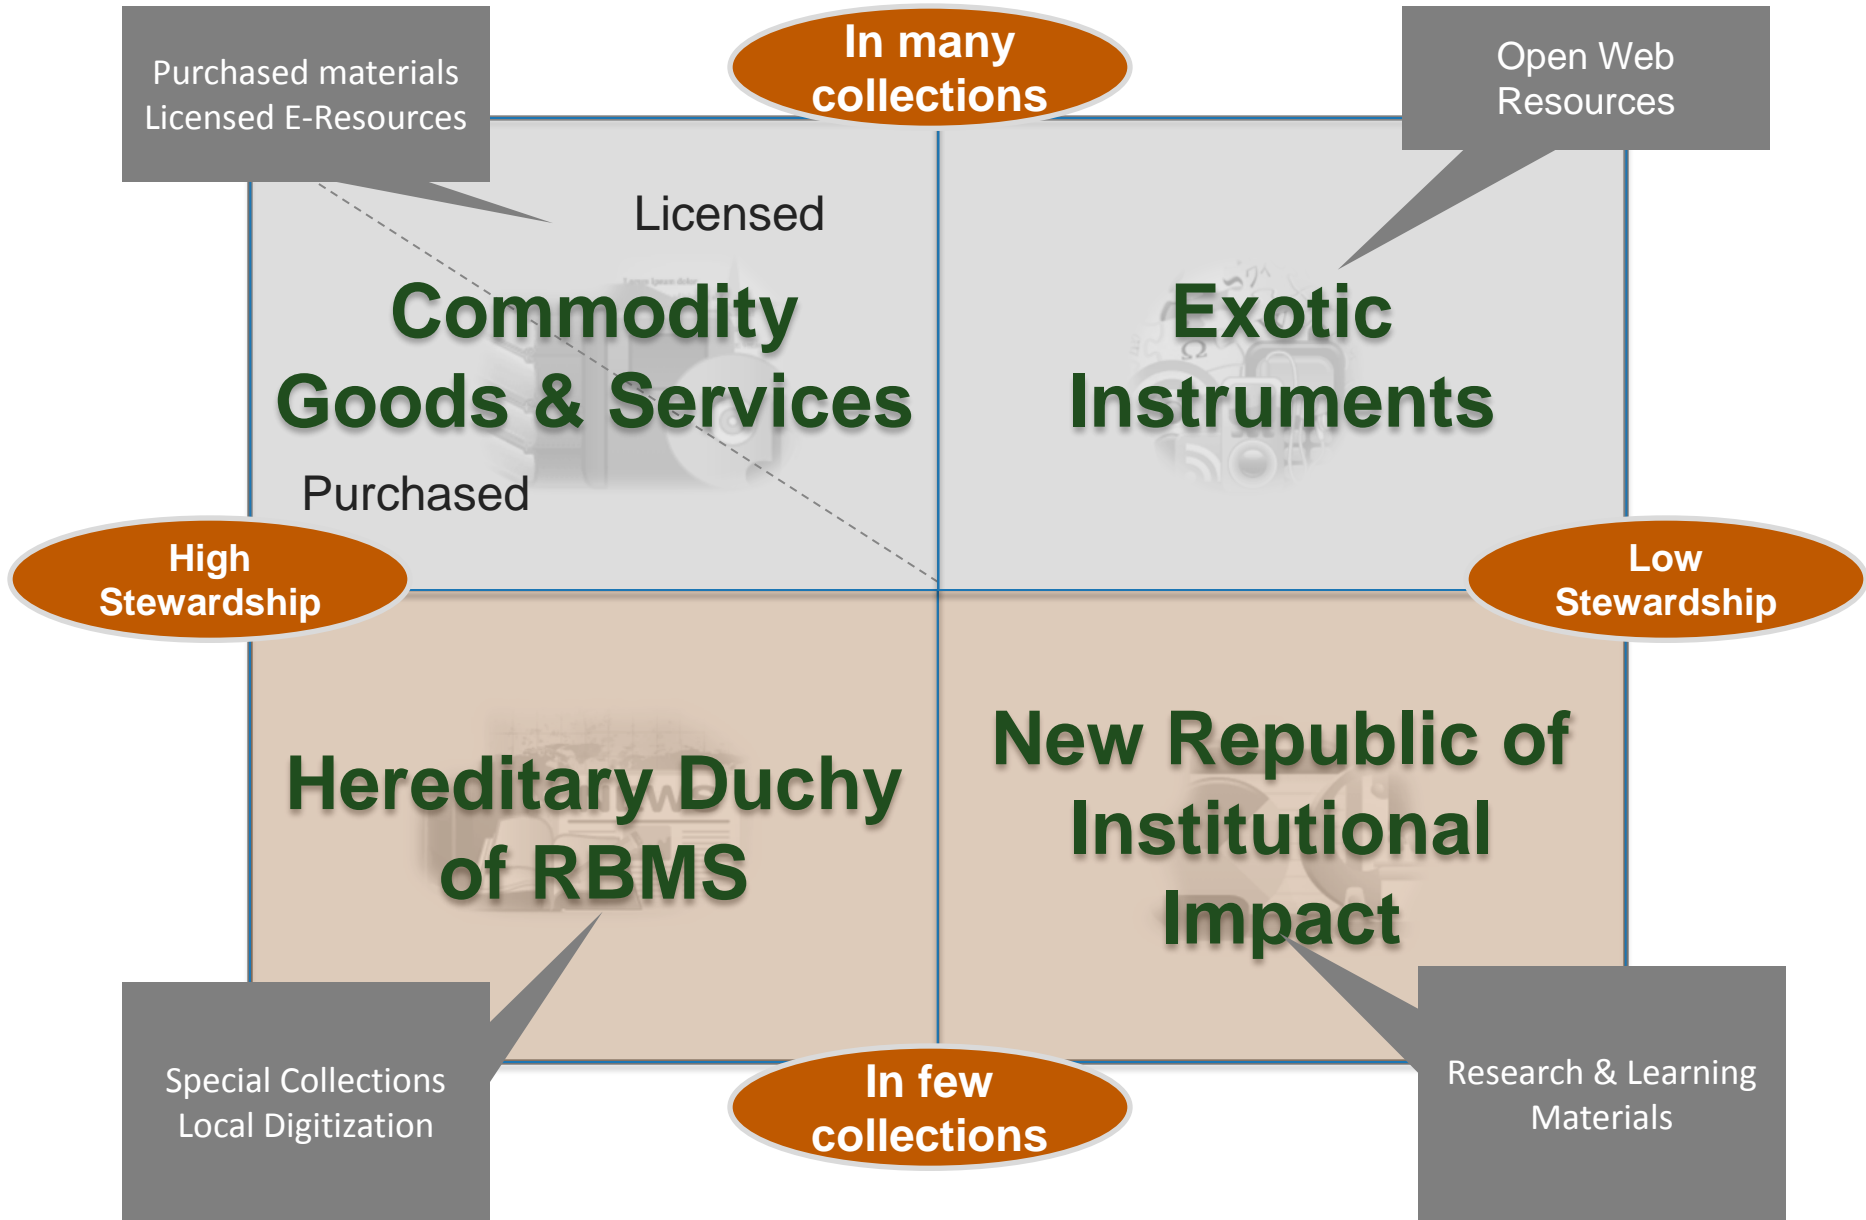 In many
collections
Purchased materials
Licensed E-Resources
Open Web
Resources
Licensed
Commodity
Goods & Services
Purchased
Exotic
Instruments
High
Stewardship
Low
Stewardship
Hereditary Duchy
of RBMS
New Republic of
Institutional
Impact
Special Collections
Local Digitization
In few
collections
Research & Learning
Materials